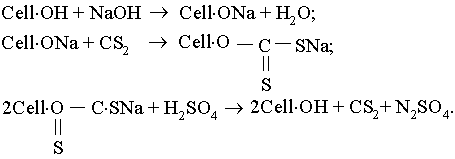 Cell·OH + NaOH → Cell·ONa + H₂O;
Cell·ONa + CS₂ → Cell·O — C — SNa;
||
S
2Cell·O — C·SNa + H₂SO₄ → 2Cell·OH + CS₂ + N₂SO₄.
||
S